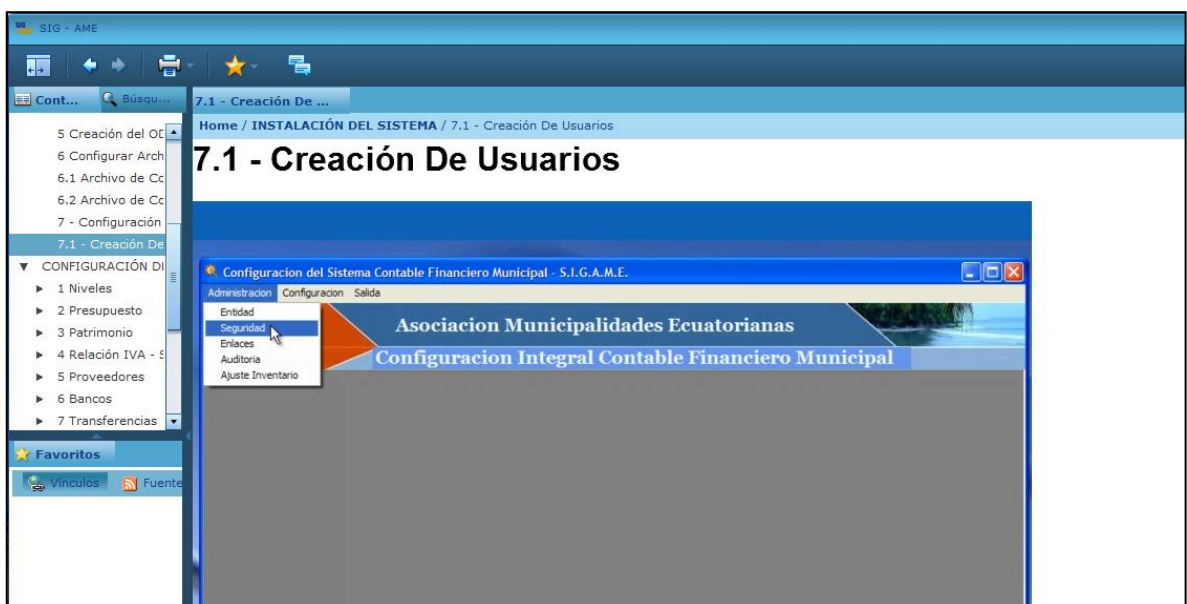 SIG - AME
Cont...
Búsqu...
7.1 - Creación De ...
Home / INSTALACIÓN DEL SISTEMA / 7.1 - Creación De Usuarios
7.1 - Creación De Usuarios
5 Creación del OD
6 Configurar Arch
6.1 Archivo de Cc
6.2 Archivo de Cc
7 - Configuración
7.1 - Creación De
CONFIGURACIÓN DI
1 Niveles
2 Presupuesto
3 Patrimonio
4 Relación IVA - S
5 Proveedores
6 Bancos
7 Transferencias
Favoritos
Vínculos
Fuente
Configuracion del Sistema Contable Financiero Municipal - S.I.G.A.M.E.
Administracion Configuracion Salida
Entidad
Seguridad
Enlaces
Auditoria
Ajuste Inventario
Asociacion Municipalidades Ecuatorianas
Configuracion Integral Contable Financiero Municipal